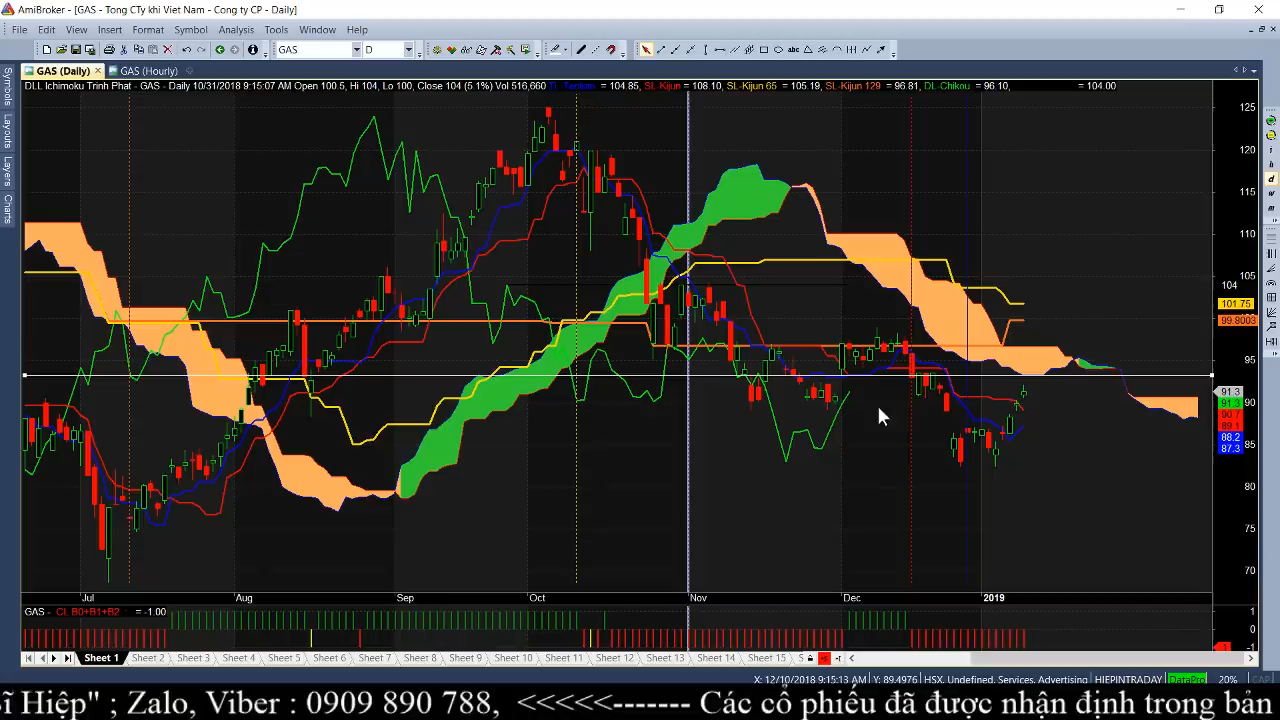 AmiBroker - [GAS - Tong CTy khi Viet Nam - Cong ty CP - Daily]
File Edit View Insert Format Symbol Analysis Tools Window Help
GAS D
GAS (Daily) GAS (Hourly)
DLL Ichimoku Trinh Phat - GAS - Daily 10/31/2018 9:15:07 AM Open 100.5, Hi 104, Lo 100, Close 104 (5.1%) Vol 516,660 = 104.85, SL-Kijun = 108.10, SL-Kijun 65 = 105.19, SL-Kijun 129 = 96.81, DL-Chikou = 96.10, = 104.00
Symbols
Layouts
Layers
Charts
125
120
115
110
105
104
101.75
99.8003
95
91.3
91.3
90
90.7
89.1
88.2
87.3
85
80
75
70
Jul Aug Sep Oct Nov Dec 2019
GAS - CL B0+B1+B2 = -1.00
1
0
-1
Sheet 1 Sheet 2 Sheet 3 Sheet 4 Sheet 5 Sheet 6 Sheet 7 Sheet 8 Sheet 9 Sheet 10 Sheet 11 Sheet 12 Sheet 13 Sheet 14 Sheet 15 S
X: 12/10/2018 9:15:13 AM Y: 89.4976 HSX, Undefined, Services, Advertising HIEPINTRADAY DataPro 20% CAP
ĩ Hiệp" ; Zalo, Viber : 0909 890 788, <<<<<------- Các cổ phiếu đã được nhận định trong bản